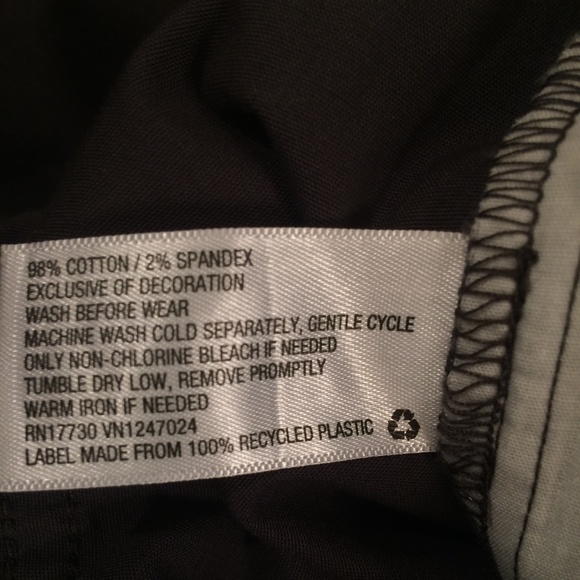 98% COTTON / 2% SPANDEX
EXCLUSIVE OF DECORATION
WASH BEFORE WEAR
MACHINE WASH COLD SEPARATELY, GENTLE CYCLE
ONLY NON-CHLORINE BLEACH IF NEEDED
TUMBLE DRY LOW, REMOVE PROMPTLY
WARM IRON IF NEEDED
RN17730 VN1247024
LABEL MADE FROM 100% RECYCLED PLASTIC